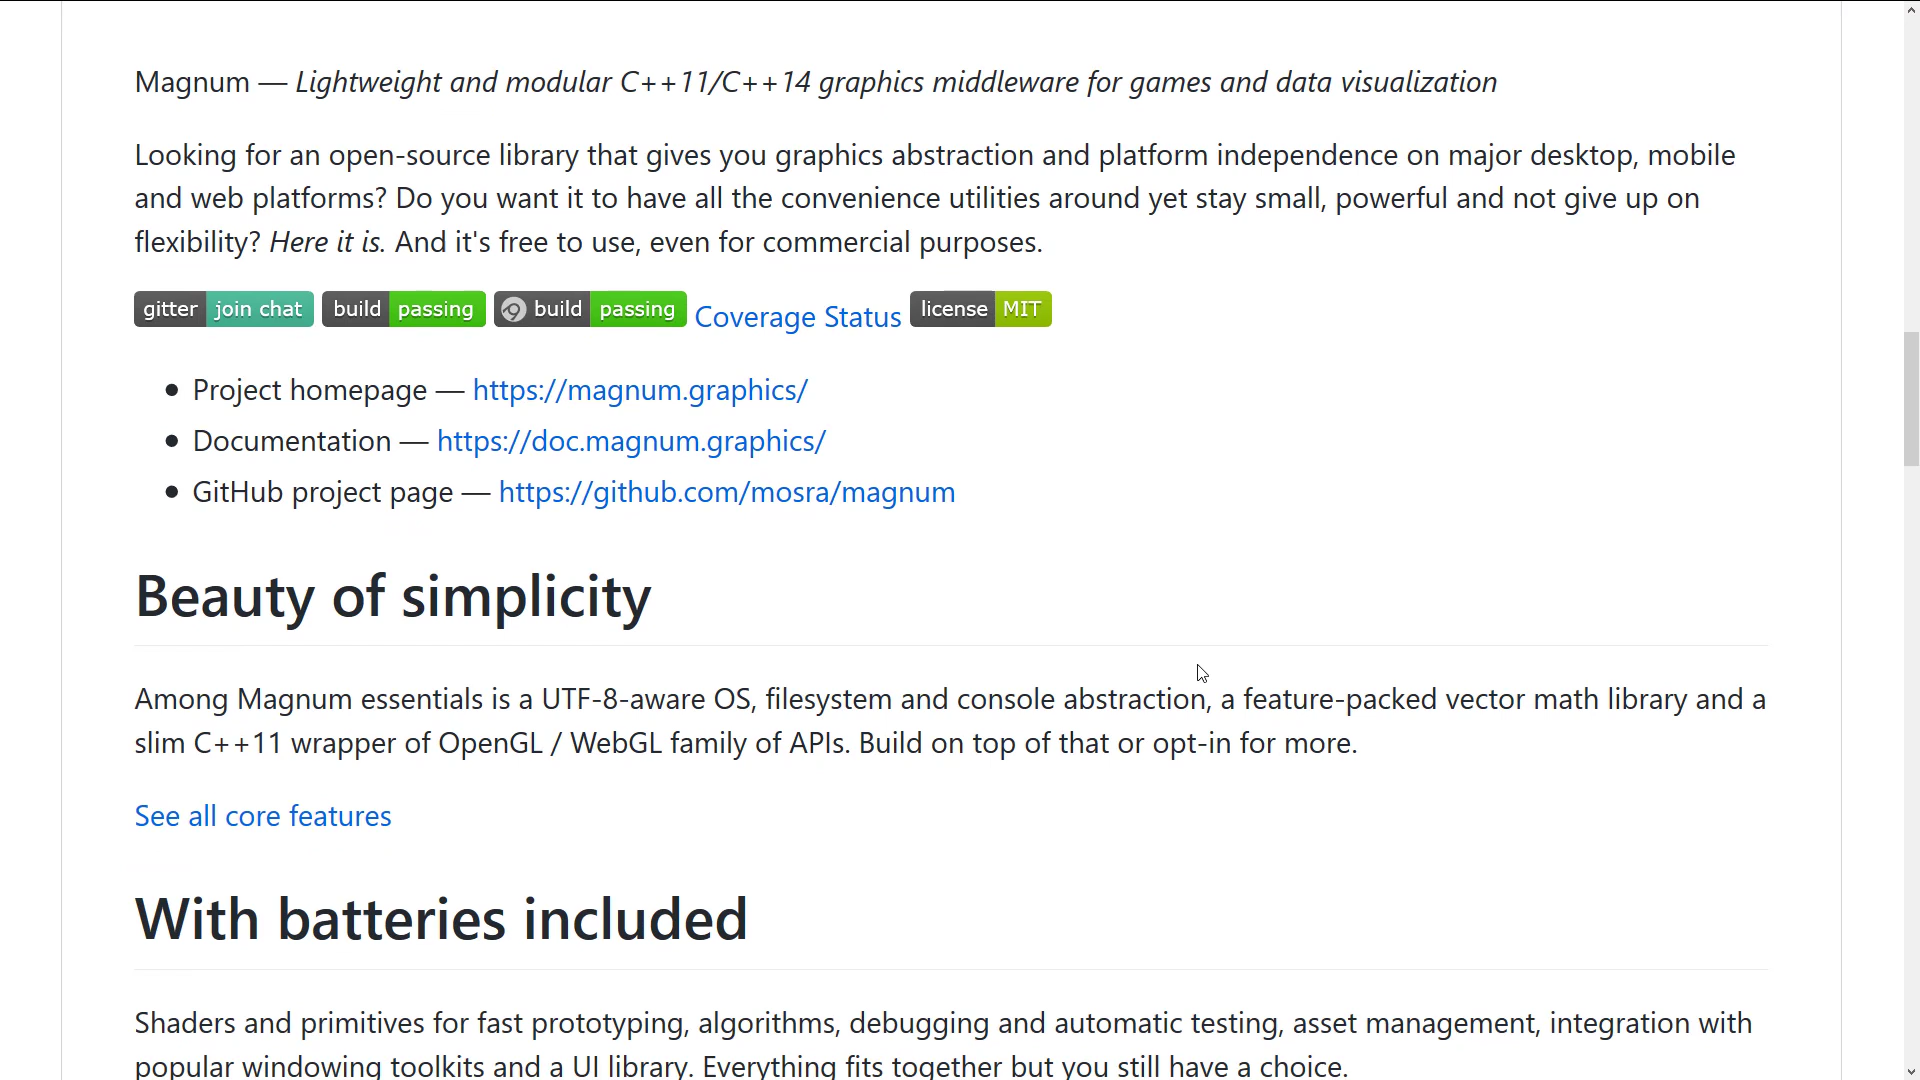 Magnum — Lightweight and modular C++11/C++14 graphics middleware for games and data visualization
Looking for an open-source library that gives you graphics abstraction and platform independence on major desktop, mobile
and web platforms? Do you want it to have all the convenience utilities around yet stay small, powerful and not give up on
flexibility? Here it is. And it's free to use, even for commercial purposes.
gitter join chat build passing build passing Coverage Status license MIT
• Project homepage — https://magnum.graphics/
• Documentation — https://doc.magnum.graphics/
• GitHub project page — https://github.com/mosra/magnum
Beauty of simplicity
Among Magnum essentials is a UTF-8-aware OS, filesystem and console abstraction, a feature-packed vector math library and a
slim C++11 wrapper of OpenGL / WebGL family of APIs. Build on top of that or opt-in for more.
See all core features
With batteries included
Shaders and primitives for fast prototyping, algorithms, debugging and automatic testing, asset management, integration with
popular windowing toolkits and a UI library. Everything fits together but you still have a choice.